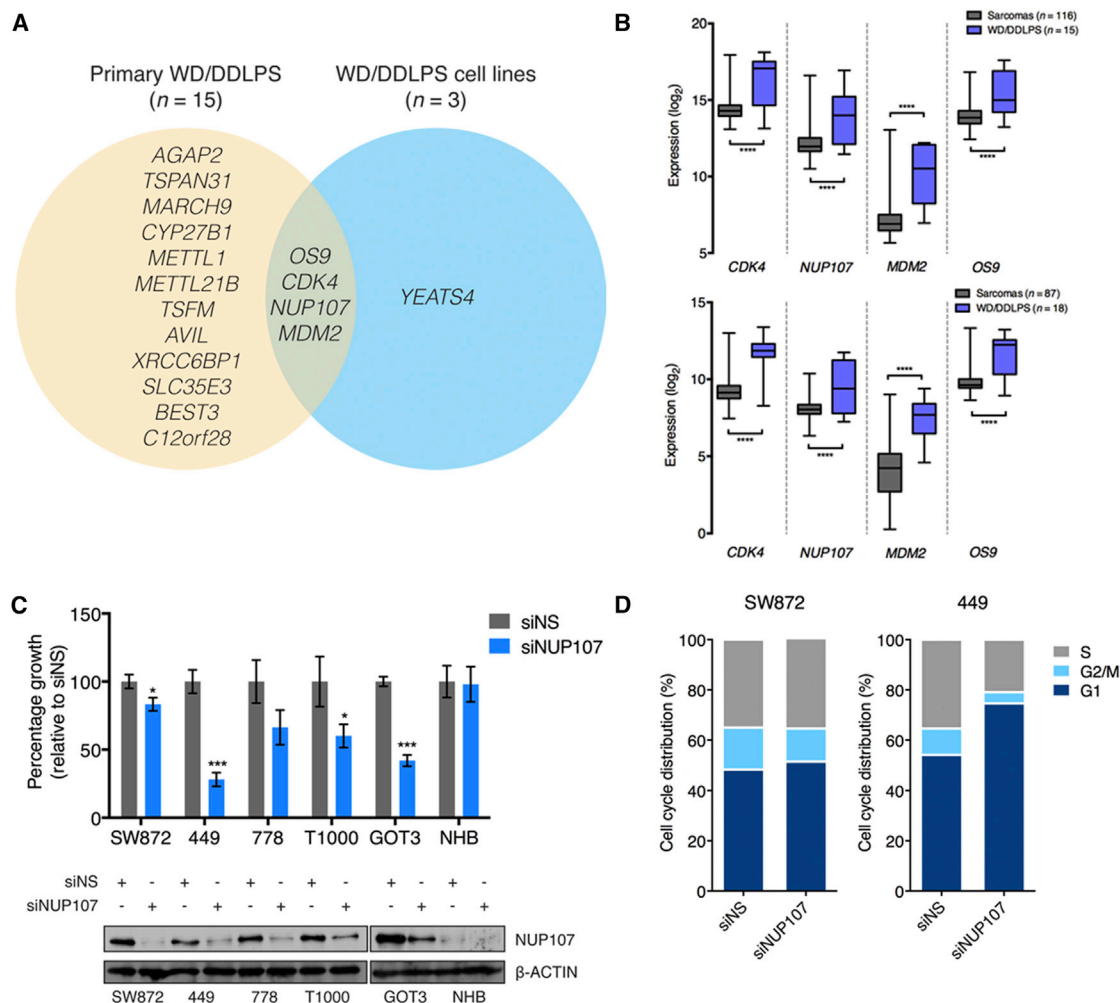 A
Primary WD/DDLPS
(n = 15)
WD/DDLPS cell lines
(n = 3)
AGAP2
TSPAN31
MARCH9
CYP27B1
METTL1
METTL21B
TSFM
AVIL
XRCC6BP1
SLC35E3
BEST3
C12orf28
OS9
CDK4
NUP107
MDM2
YEATS4
B
Sarcomas (n = 116)
WD/DDLPS (n = 15)
Expression (log2)
20
15
10
5
****
****
****
****
CDK4 NUP107 MDM2 OS9
Sarcomas (n = 87)
WD/DDLPS (n = 18)
Expression (log2)
15
10
5
0
****
****
****
****
CDK4 NUP107 MDM2 OS9
C
siNS
siNUP107
Percentage growth
(relative to siNS)
150
100
50
0
* *** * ***
SW872 449 778 T1000 GOT3 NHB
siNS + - + - + - + - + - + -
siNUP107 - + - + - + - + - + - +
NUP107
β-ACTIN
SW872 449 778 T1000 GOT3 NHB
D
SW872
Cell cycle distribution (%)
100
80
60
40
20
0
siNS
siNUP107
449
Cell cycle distribution (%)
100
80
60
40
20
0
siNS
siNUP107
S
G2/M
G1